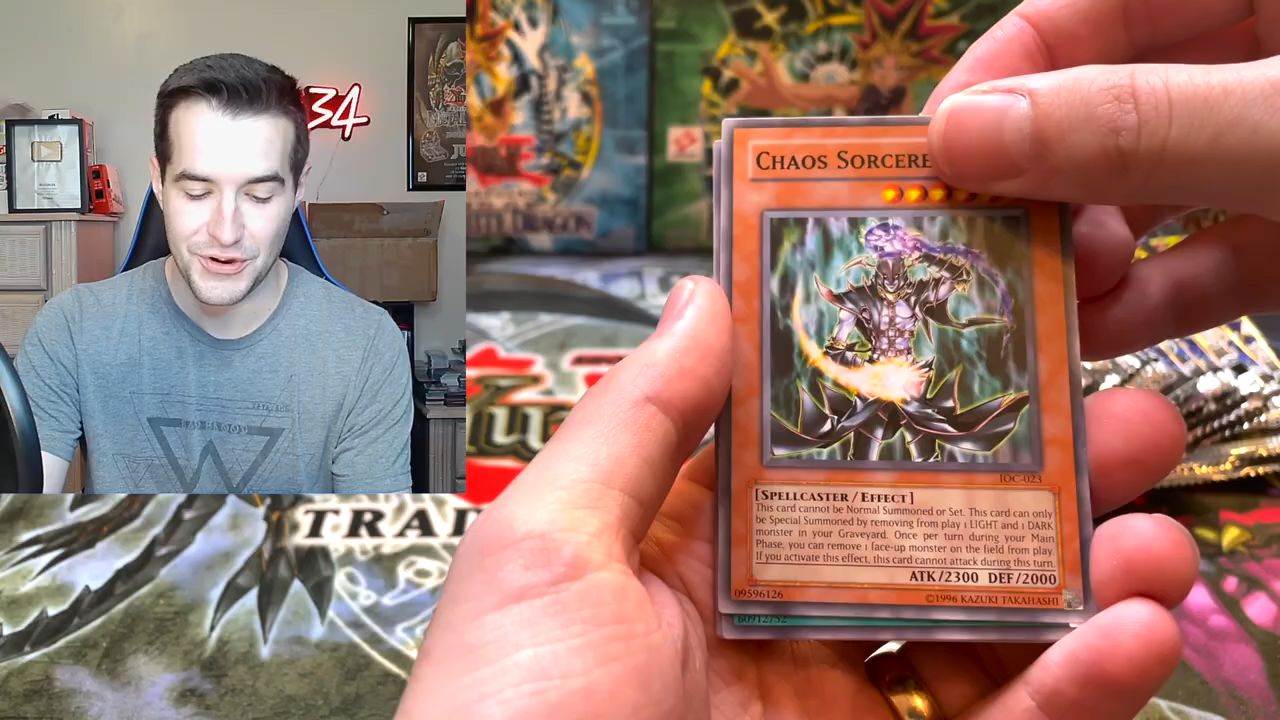 34
CHAOS SORCERE
IOC-023
[SPELLCASTER / EFFECT]
This card cannot be Normal Summoned or Set. This card can only
be Special Summoned by removing from play 1 LIGHT and 1 DARK
monster in your Graveyard. Once per turn during your Main
Phase, you can remove 1 face-up monster on the field from play.
If you activate this effect, this card cannot attack during this turn.
ATK/2300 DEF/2000
09596126
©1996 KAZUKI TAKAHASHI
60912752
DRAGON
TRAD